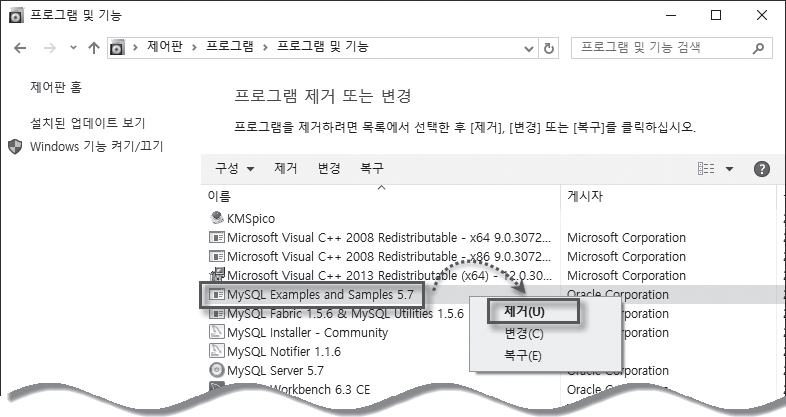 프로그램 및 기능
제어판 프로그램 프로그램 및 기능
프로그램 및 기능 검색
제어판 홈
설치된 업데이트 보기
Windows 기능 켜기/끄기
프로그램 제거 또는 변경
프로그램을 제거하려면 목록에서 선택한 후 [제거], [변경] 또는 [복구]를 클릭하십시오.
구성 제거 변경 복구
이름 게시자
KMSpico
Microsoft Visual C++ 2008 Redistributable - x64 9.0.3072... Microsoft Corporation
Microsoft Visual C++ 2008 Redistributable - x86 9.0.3072... Microsoft Corporation
Microsoft Visual C++ 2013 Redistributable (x64) - 12.0.30... Microsoft Corporation
MySQL Examples and Samples 5.7 Oracle Corporation
MySQL Fabric 1.5.6 & MySQL Utilities 1.5.6
MySQL Installer - Community
MySQL Notifier 1.1.6
MySQL Server 5.7 Oracle Corporation
Workbench 6.3 CE Corporation
제거(U)
변경(C)
복구(E)